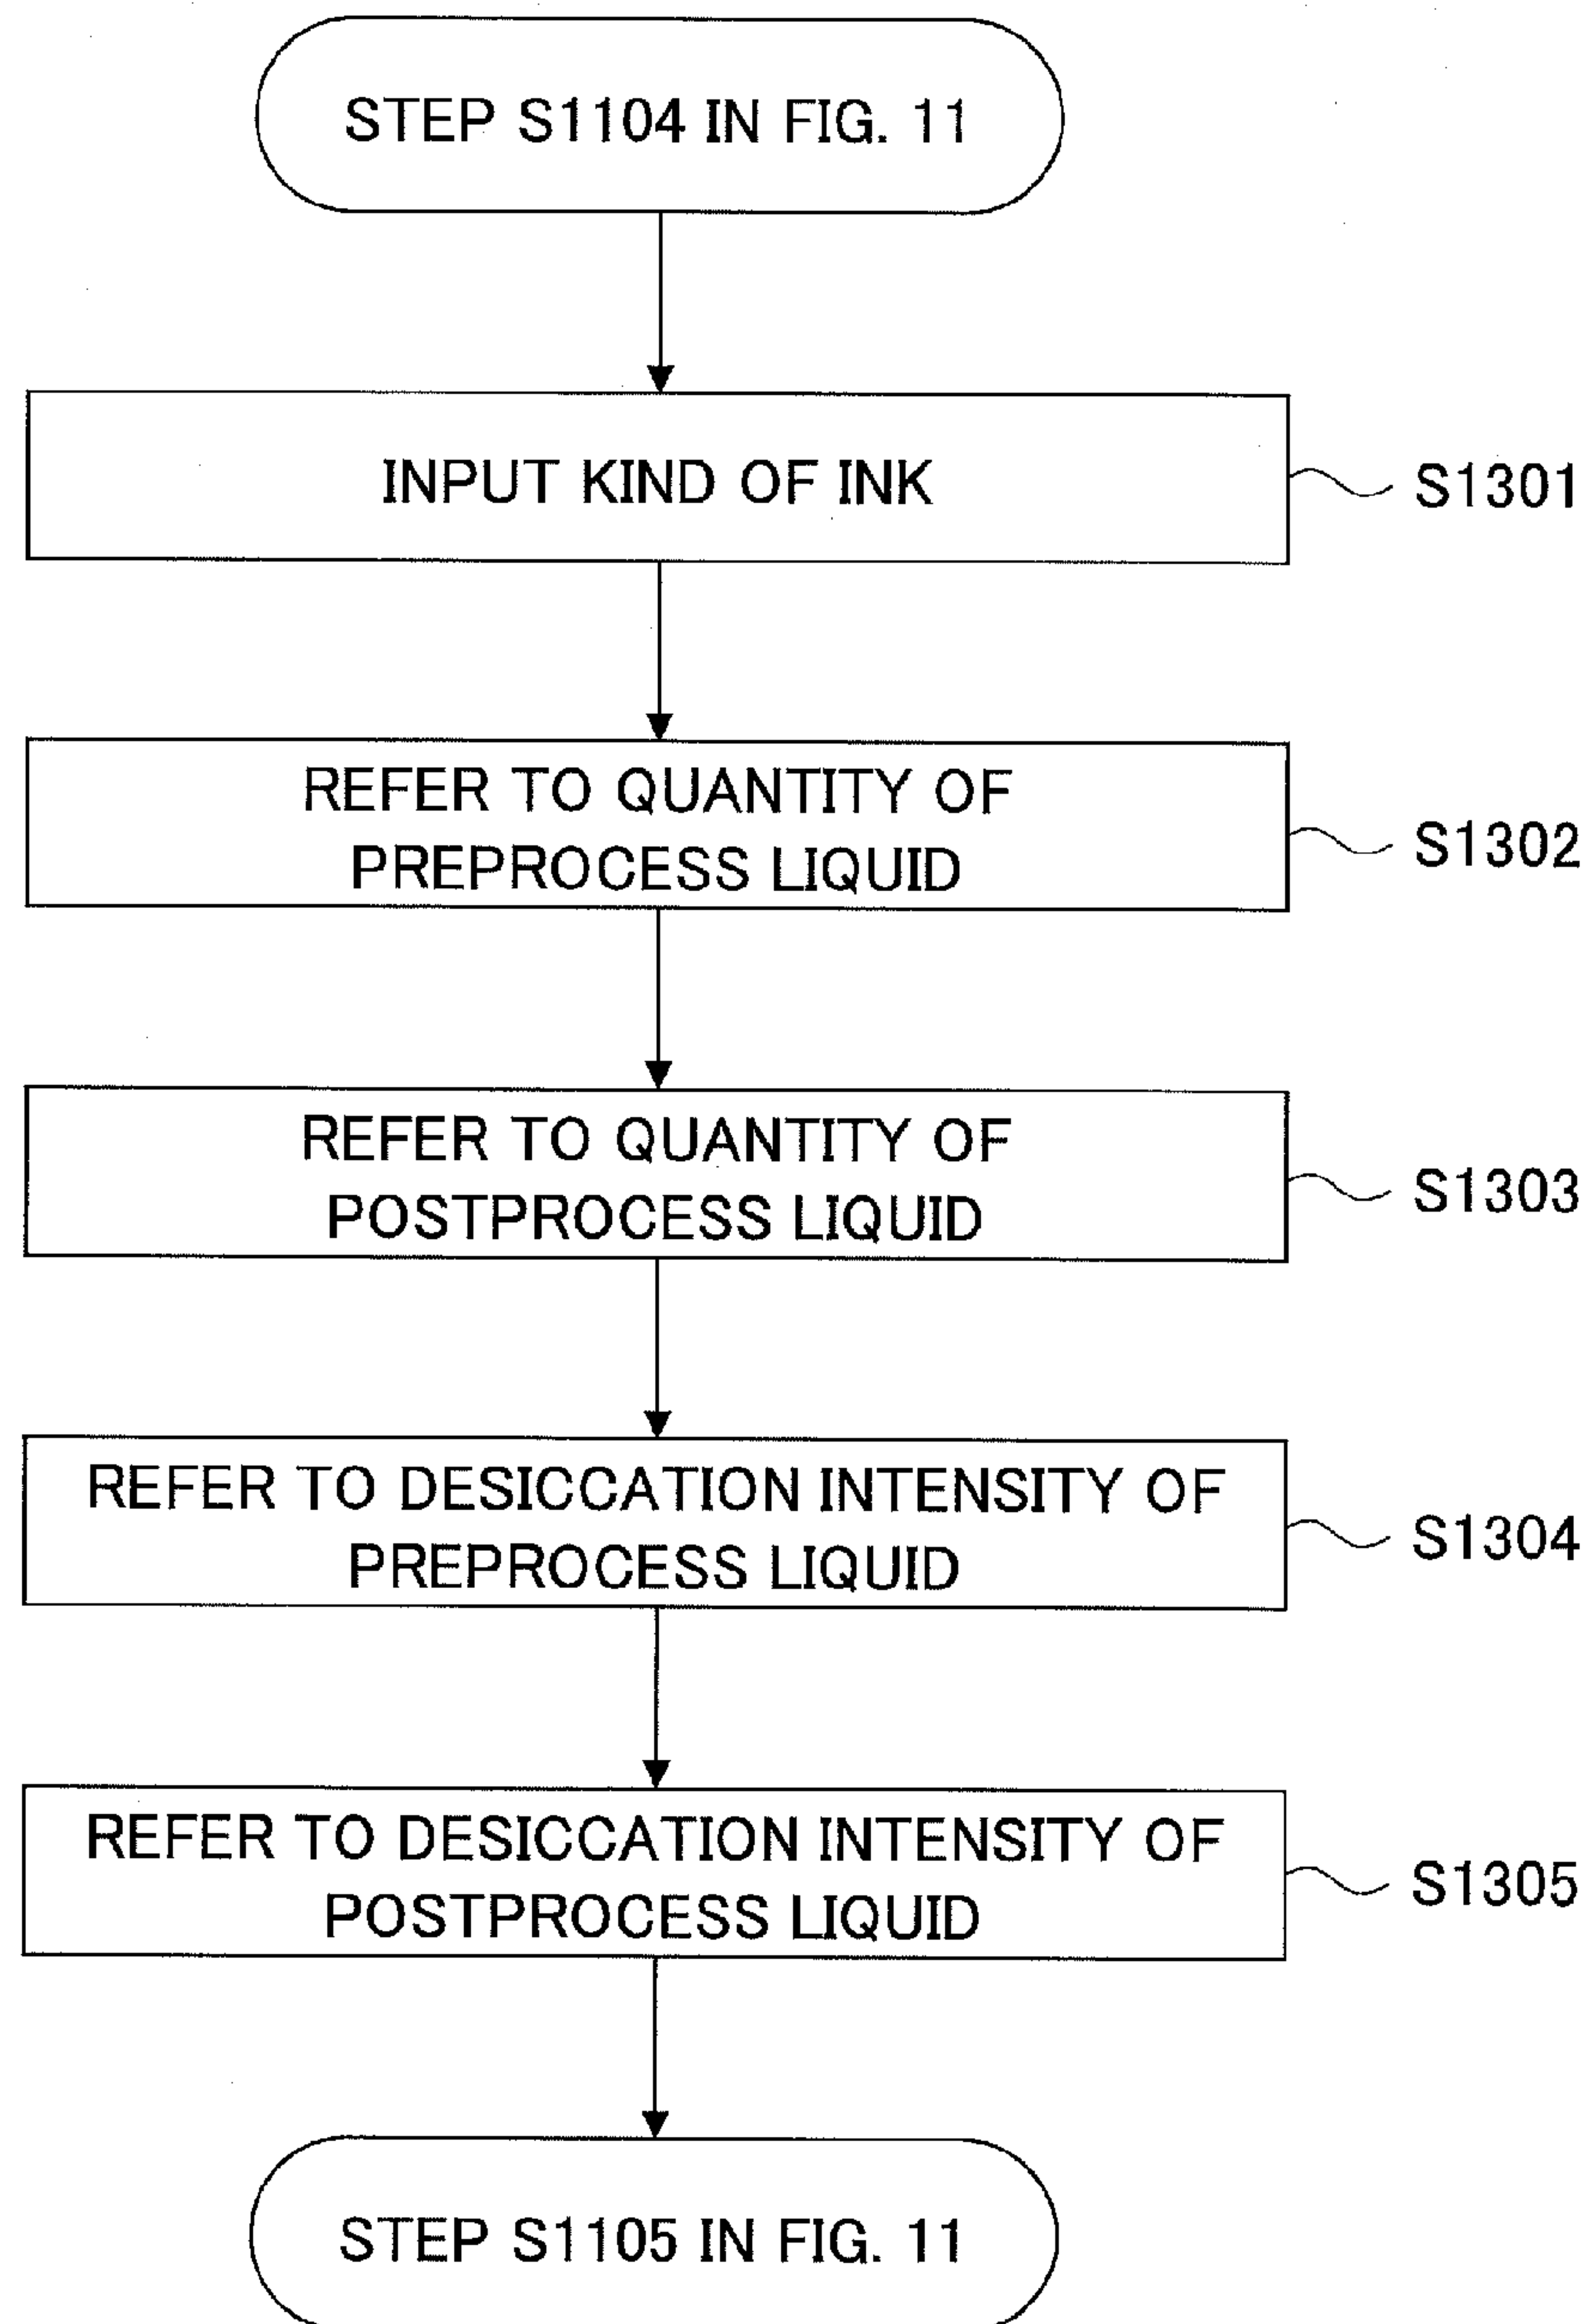 STEP S1104 IN FIG. 11
INPUT KIND OF INK
S1301
REFER TO QUANTITY OF
PREPROCESS LIQUID
S1302
REFER TO QUANTITY OF
POSTPROCESS LIQUID
S1303
REFER TO DESICCATION INTENSITY OF
PREPROCESS LIQUID
S1304
REFER TO DESICCATION INTENSITY OF
POSTPROCESS LIQUID
S1305
STEP S1105 IN FIG. 11